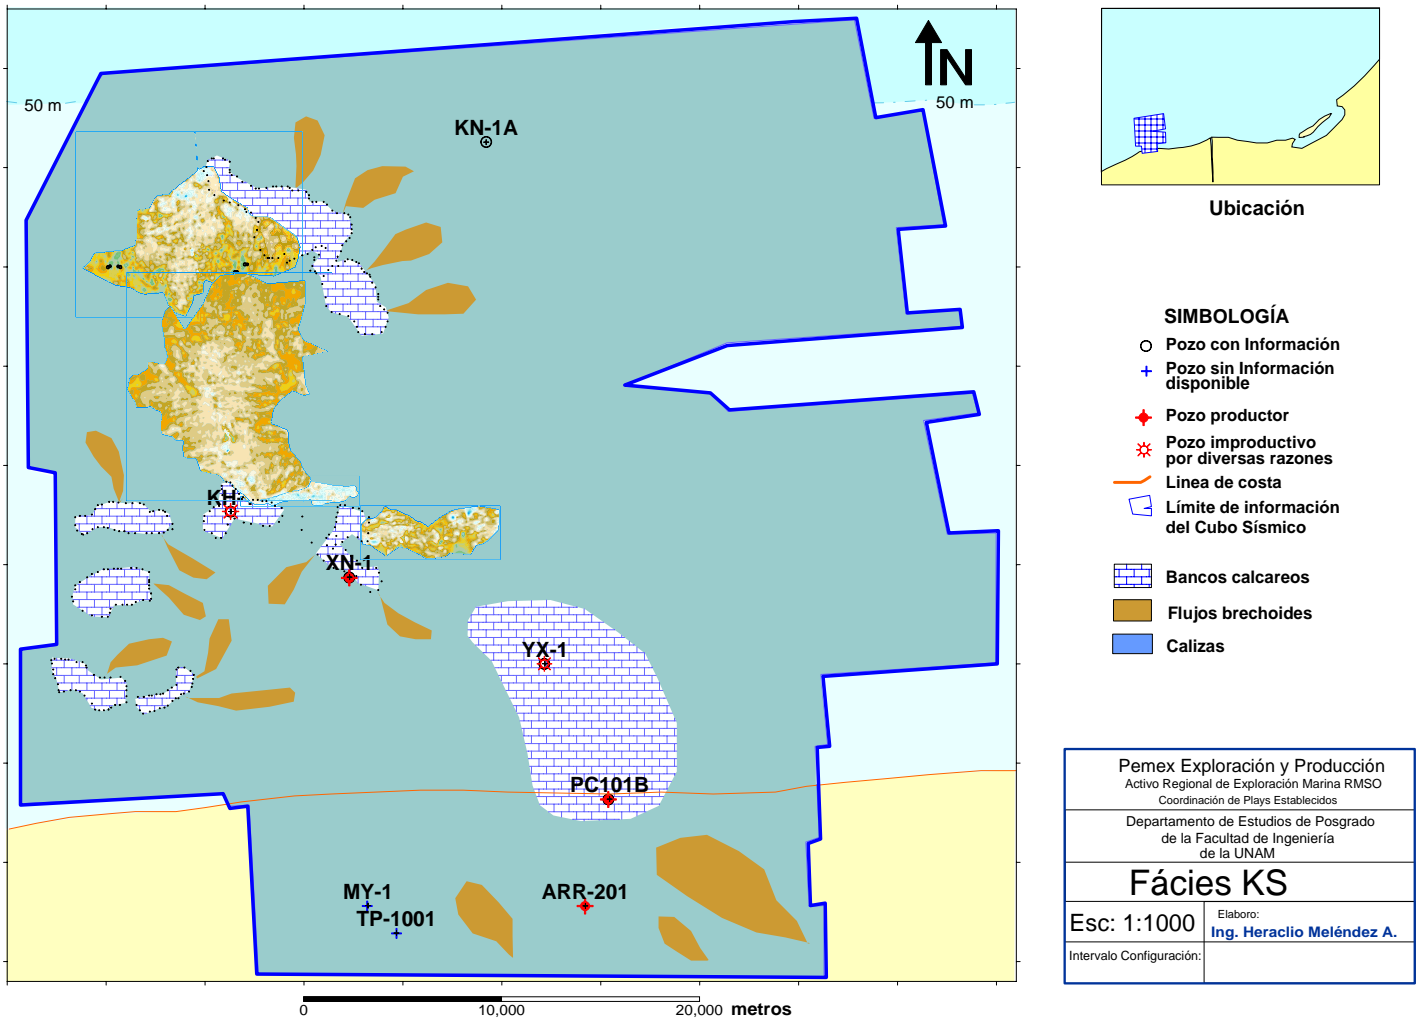 N
50 m
50 m
KN-1A
KH-
XN-1
YX-1
PC101B
MY-1
TP-1001
ARR-201
0
10,000
20,000
metros
Ubicación
SIMBOLOGÍA
Pozo con Información
Pozo sin Información
disponible
Pozo productor
Pozo improductivo
por diversas razones
Linea de costa
Límite de información
del Cubo Sísmico
Bancos calcareos
Flujos brechoides
Calizas
Pemex Exploración y Producción
Activo Regional de Exploración Marina RMSO
Coordinación de Plays Establecidos
Departamento de Estudios de Posgrado
de la Facultad de Ingeniería
de la UNAM
Fácies KS
Esc: 1:1000
Elaboro:
Ing. Heraclio Meléndez A.
Intervalo Configuración: